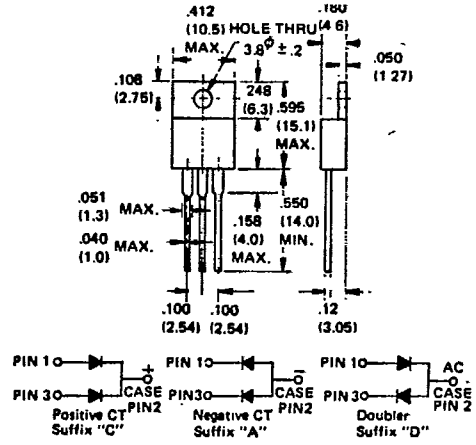 .412
(10.5) HOLE THRU
MAX. 3.8ø ±.2
.180
(4 6)
.050
(1 27)
.108
(2.75)
.248
(6.3)
.595
(15.1)
MAX.
.051
(1.3) MAX.
.040
(1.0) MAX.
.158
(4.0)
MAX.
.550
(14.0)
MIN.
.100
(2.54)
.100
(2.54)
.12
(3.05)
PIN 1
PIN 3
+
CASE
PIN2
Positive CT
Suffix "C"
PIN 1
PIN3
–
CASE
PIN2
Negative CT
Suffix "A"
PIN 1
PIN 3
AC
CASE
PIN 2
Doubler
Suffix "D"